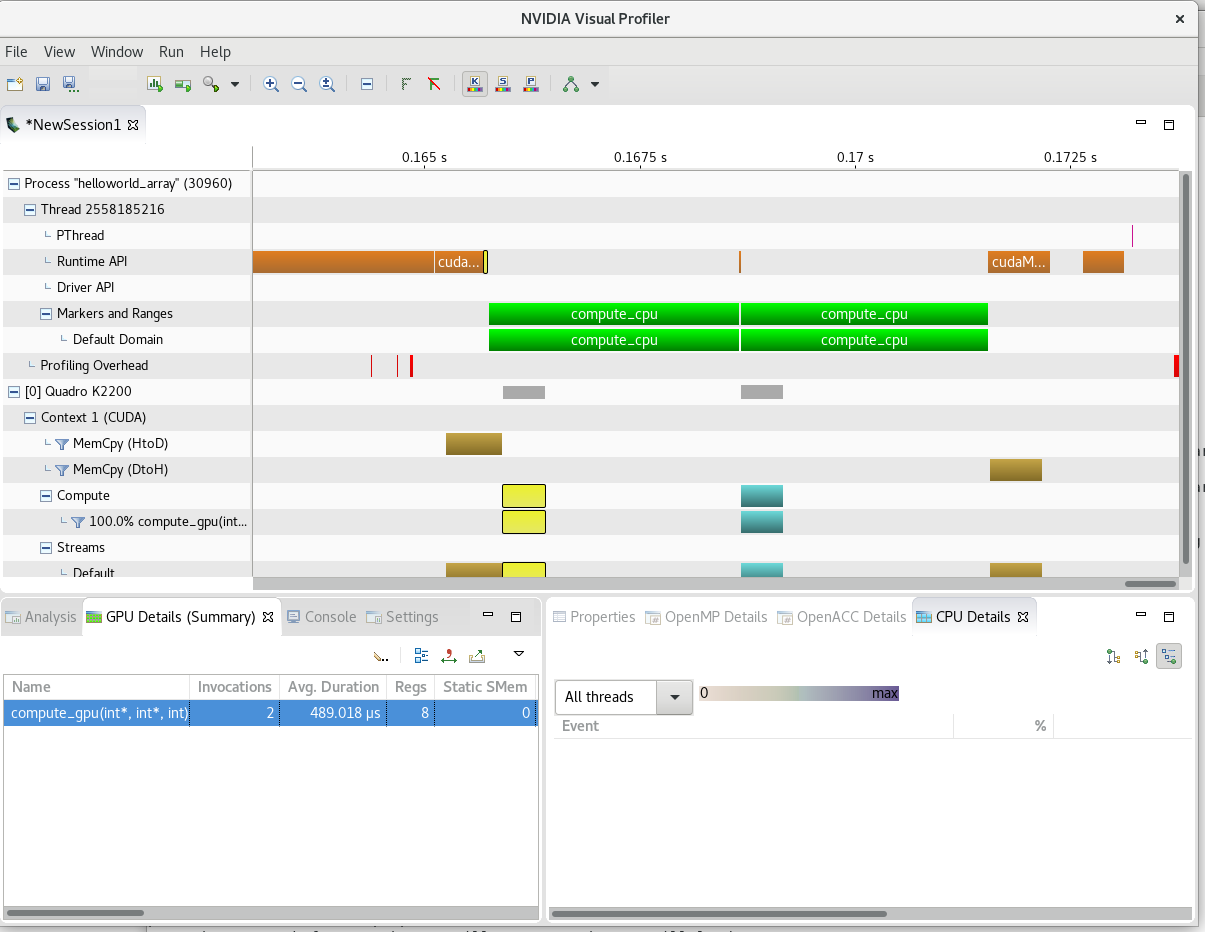 NVIDIA Visual Profiler
File View Window Run Help
*NewSession1
0.165 s 0.1675 s 0.17 s 0.1725 s
Process "helloworld_array" (30960)
Thread 2558185216
PThread
Runtime API cuda... cudaM...
Driver API
Markers and Ranges compute_cpu compute_cpu
Default Domain compute_cpu compute_cpu
Profiling Overhead
[0] Quadro K2200
Context 1 (CUDA)
MemCpy (HtoD)
MemCpy (DtoH)
Compute
100.0% compute_gpu(int...
Streams
Default
Analysis GPU Details (Summary) Console Settings
Name Invocations Avg. Duration Regs Static SMem
compute_gpu(int*, int*, int) 2 489.018 µs 8 0
Properties OpenMP Details OpenACC Details CPU Details
All threads 0 max
Event %